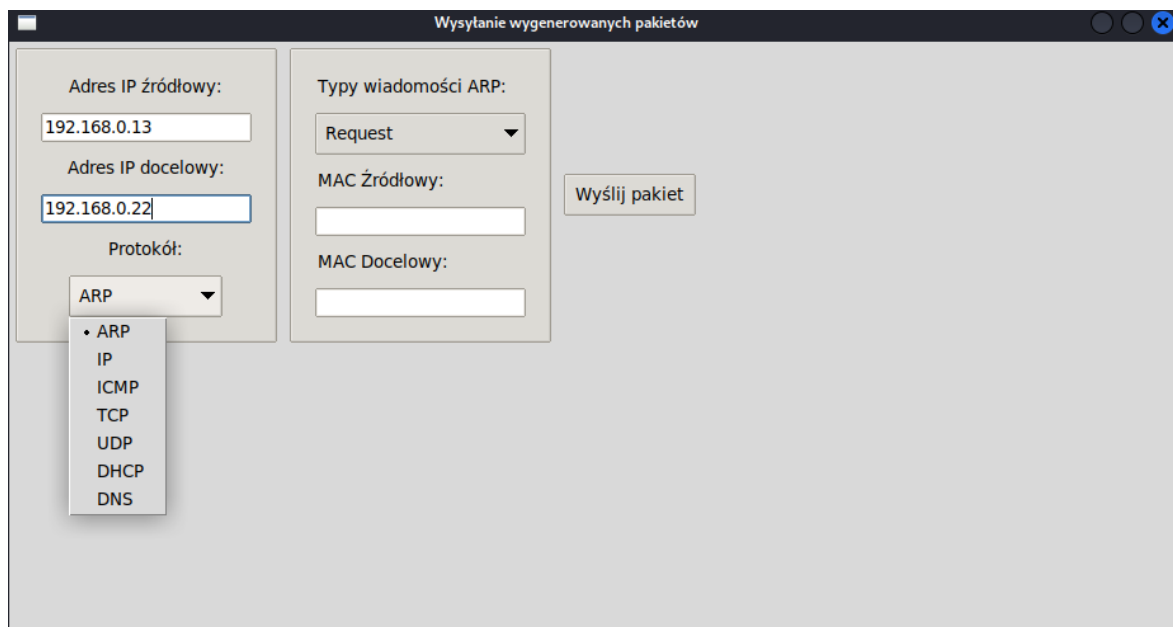 Wysyłanie wygenerowanych pakietów
Adres IP źródłowy:
192.168.0.13
Adres IP docelowy:
192.168.0.22
Protokół:
ARP
ARP
IP
ICMP
TCP
UDP
DHCP
DNS
Typy wiadomości ARP:
Request
MAC Źródłowy:
MAC Docelowy:
Wyślij pakiet